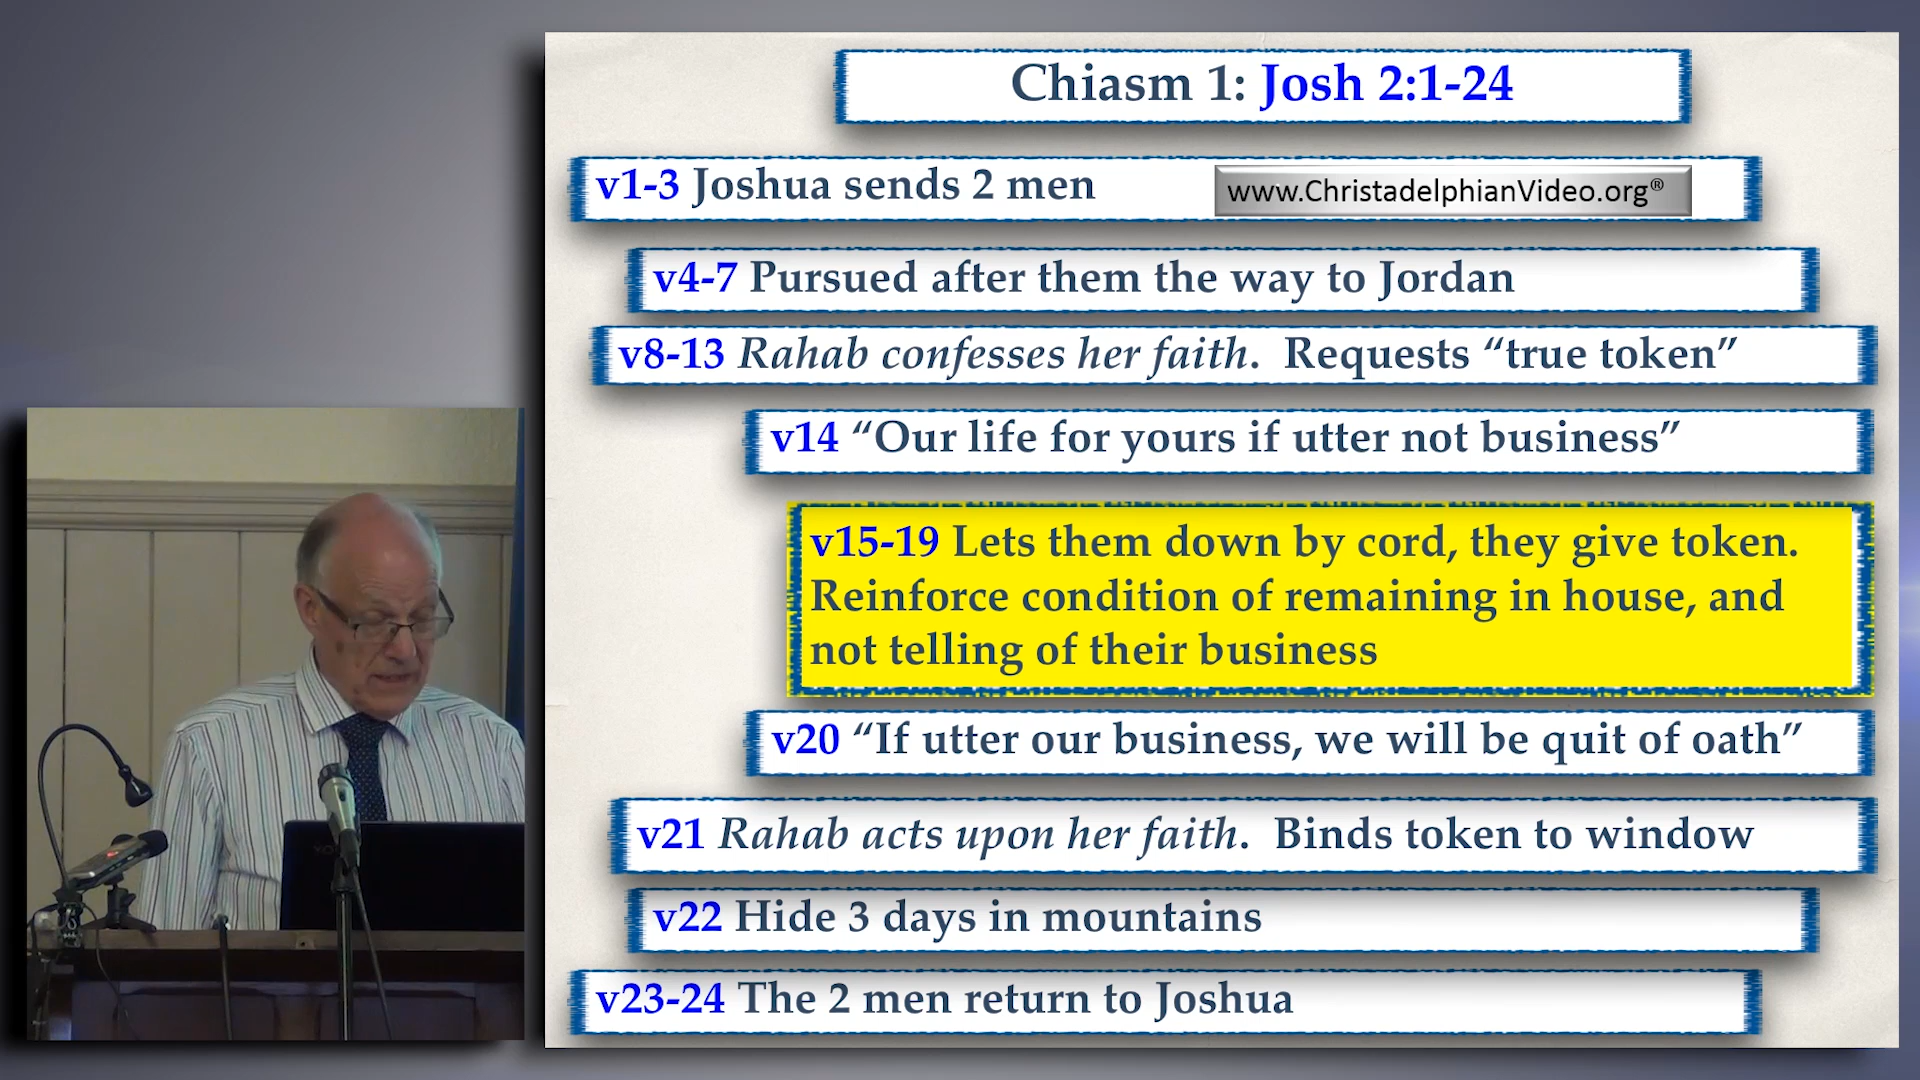 Chiasm 1: Josh 2:1-24
v1-3 Joshua sends 2 men
www.ChristadelphianVideo.org®
v4-7 Pursued after them the way to Jordan
v8-13 Rahab confesses her faith. Requests “true token”
v14 “Our life for yours if utter not business”
v15-19 Lets them down by cord, they give token.
Reinforce condition of remaining in house, and
not telling of their business
v20 “If utter our business, we will be quit of oath”
v21 Rahab acts upon her faith. Binds token to window
v22 Hide 3 days in mountains
v23-24 The 2 men return to Joshua